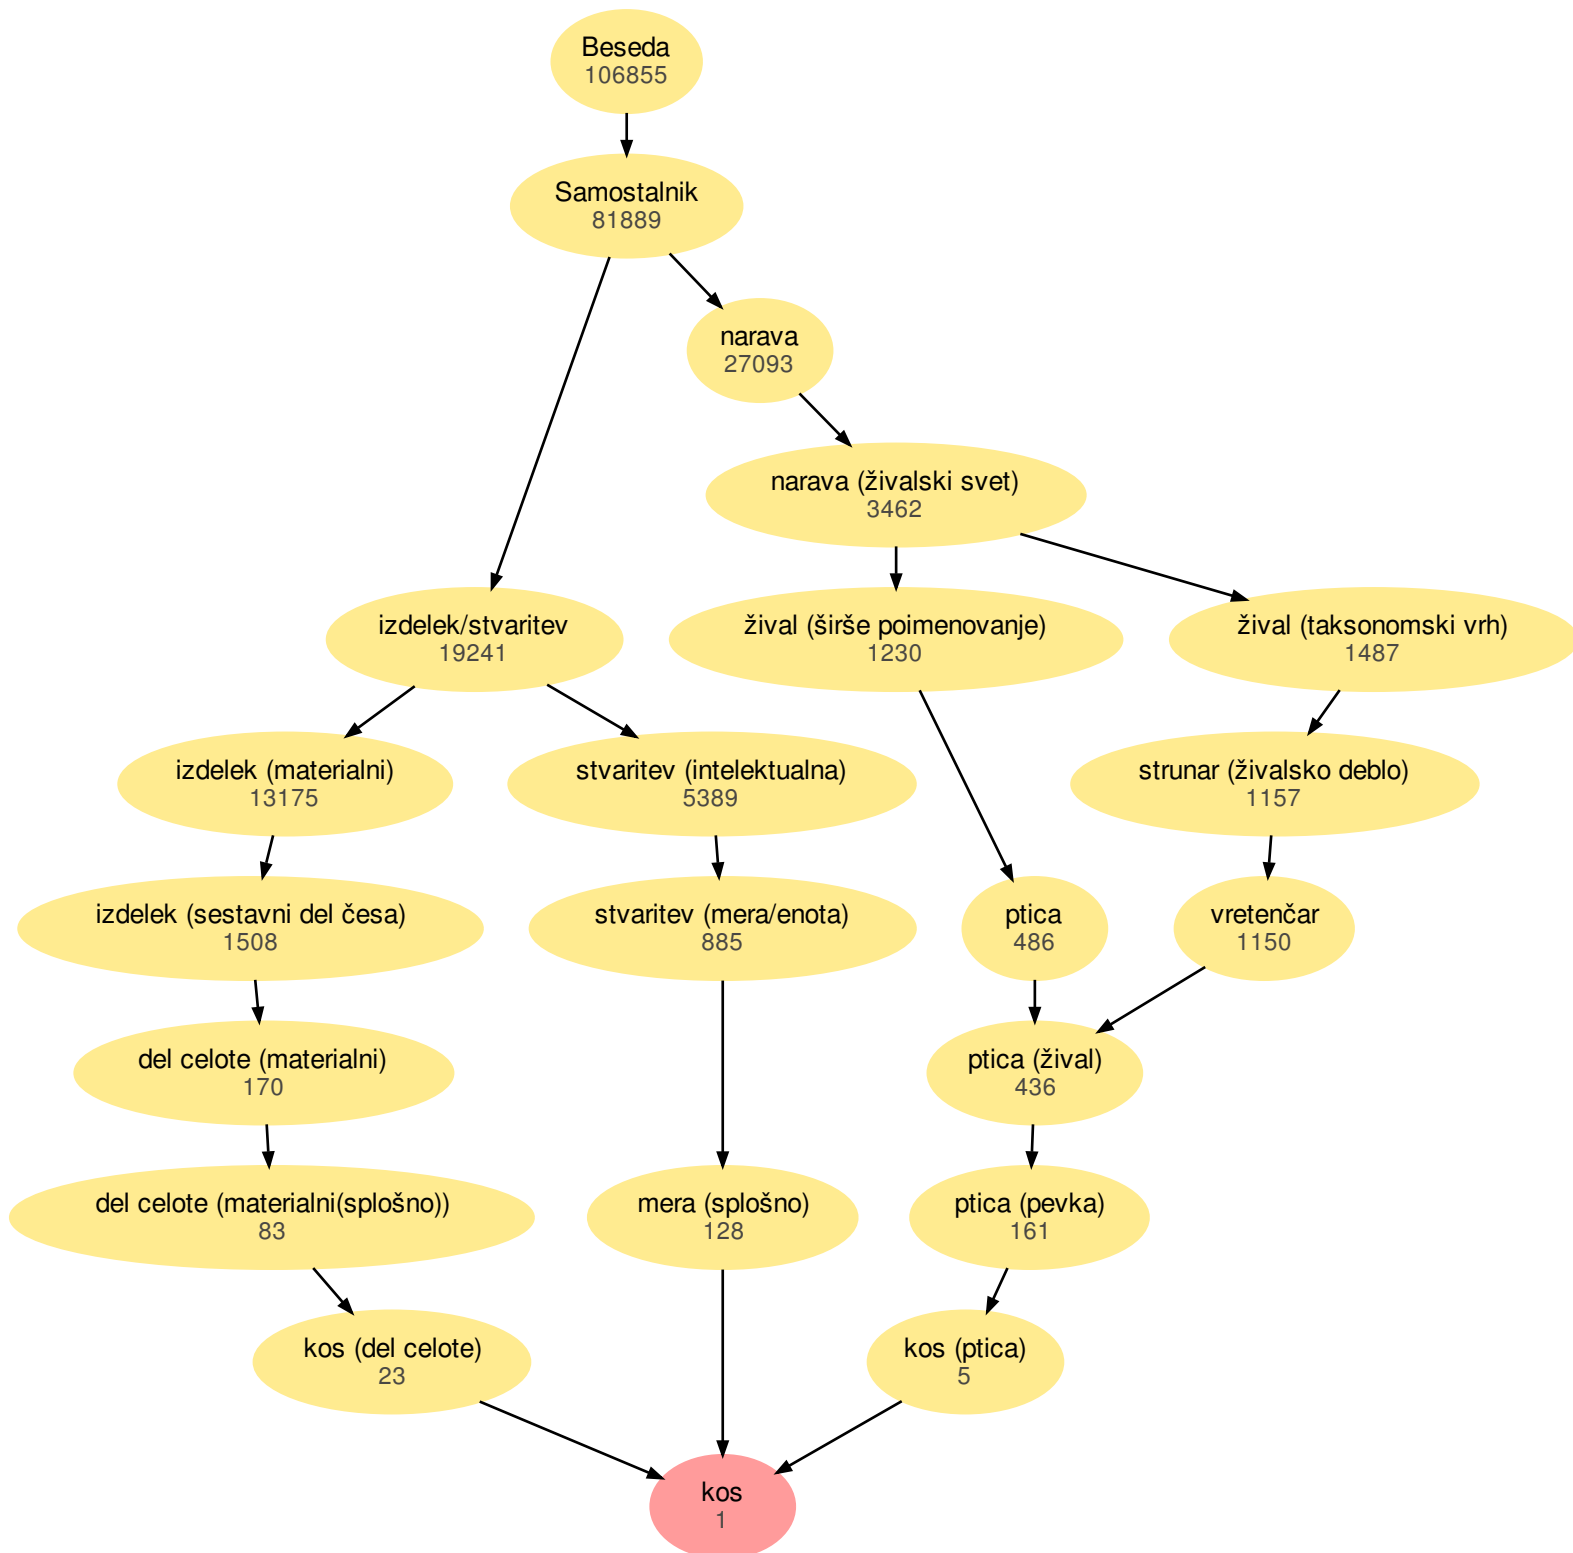 Beseda
106855
Samostalnik
81889
narava
27093
narava (živalski svet)
3462
izdelek/stvaritev
19241
žival (širše poimenovanje)
1230
žival (taksonomski vrh)
1487
izdelek (materialni)
13175
stvaritev (intelektualna)
5389
strunar (živalsko deblo)
1157
izdelek (sestavni del česa)
1508
stvaritev (mera/enota)
885
ptica
486
vretenčar
1150
del celote (materialni)
170
ptica (žival)
436
del celote (materialni(splošno))
83
mera (splošno)
128
ptica (pevka)
161
kos (del celote)
23
kos (ptica)
5
kos
1